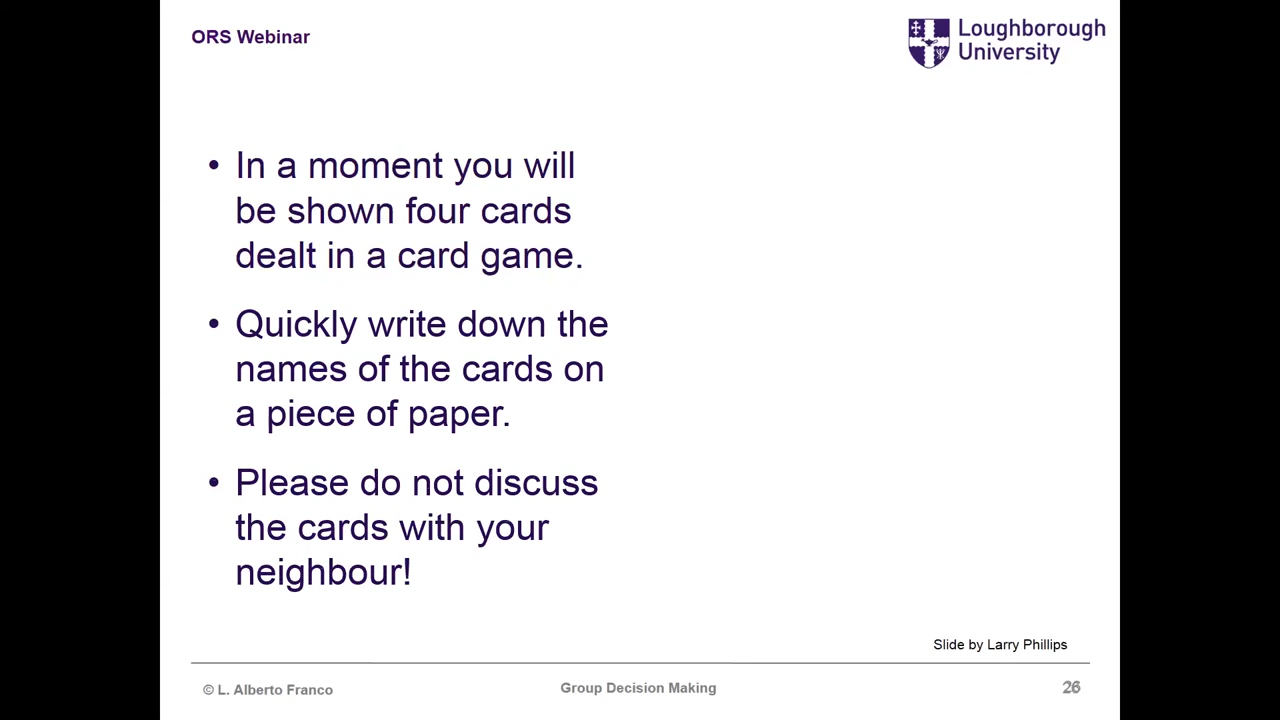 ORS Webinar
Loughborough
University
• In a moment you will
be shown four cards
dealt in a card game.
• Quickly write down the
names of the cards on
a piece of paper.
• Please do not discuss
the cards with your
neighbour!
Slide by Larry Phillips
© L. Alberto Franco
Group Decision Making
26